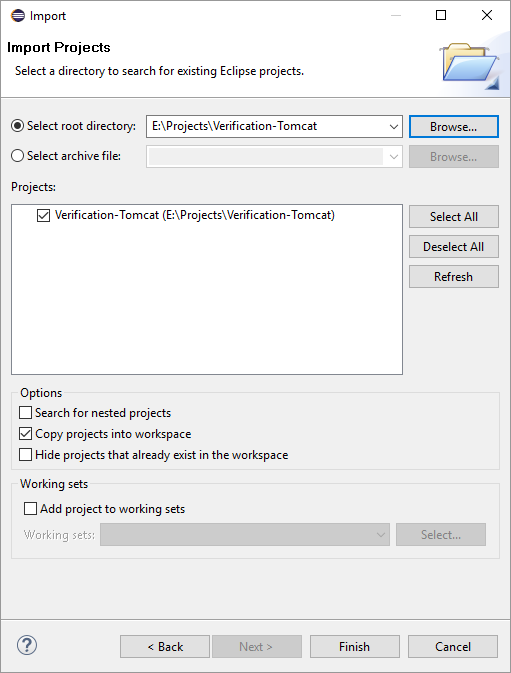 Import
Import Projects
Select a directory to search for existing Eclipse projects.
Select root directory: E:\Projects\Verification-Tomcat Browse...
Select archive file: Browse...
Projects:
Verification-Tomcat (E:\Projects\Verification-Tomcat)
Select All
Deselect All
Refresh
Options
Search for nested projects
Copy projects into workspace
Hide projects that already exist in the workspace
Working sets
Add project to working sets
Working sets: Select...
? < Back Next > Finish Cancel